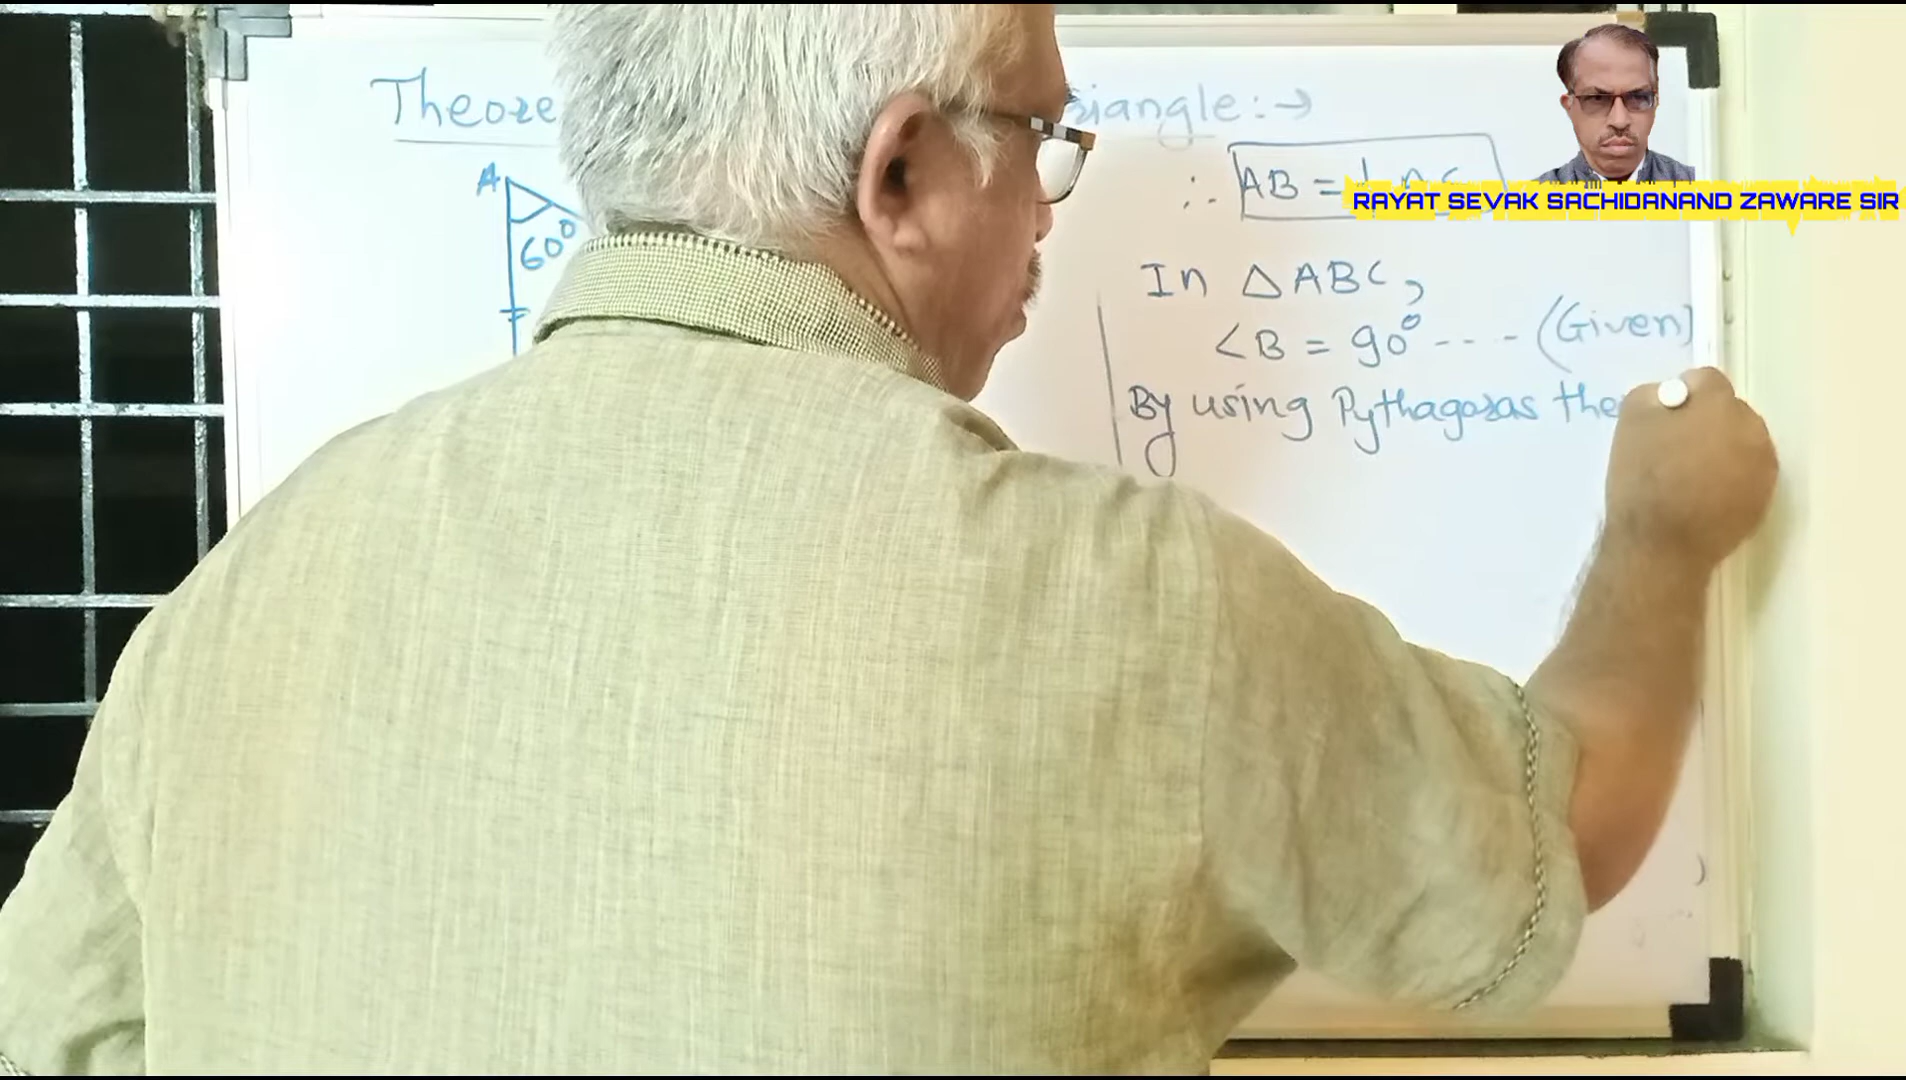 Theore riangle:→
A
60°
∴ AB =
RAYAT SEVAK SACHIDANAND ZAWARE SIR
In △ABC,
∠B = 90° ---- (Given)
By using Pythagoras the